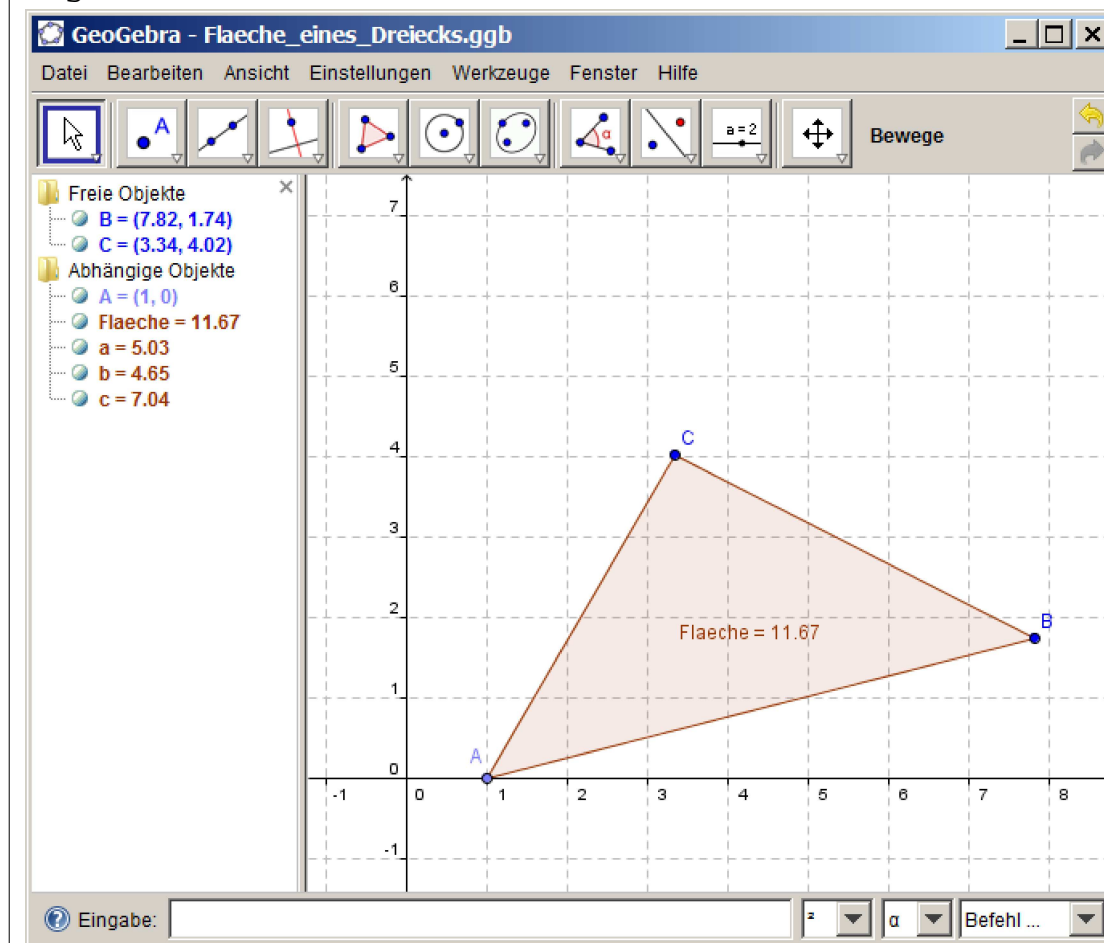 GeoGebra - Flaeche_eines_Dreiecks.ggb
Datei Bearbeiten Ansicht Einstellungen Werkzeuge Fenster Hilfe
A α a = 2 Bewege
Freie Objekte
B = (7.82, 1.74)
C = (3.34, 4.02)
Abhängige Objekte
A = (1, 0)
Flaeche = 11.67
a = 5.03
b = 4.65
c = 7.04
7
6
5
4
C
3
2
Flaeche = 11.67
B
1
A
0
-1 0 1 2 3 4 5 6 7 8
-1
Eingabe: ² α Befehl ...